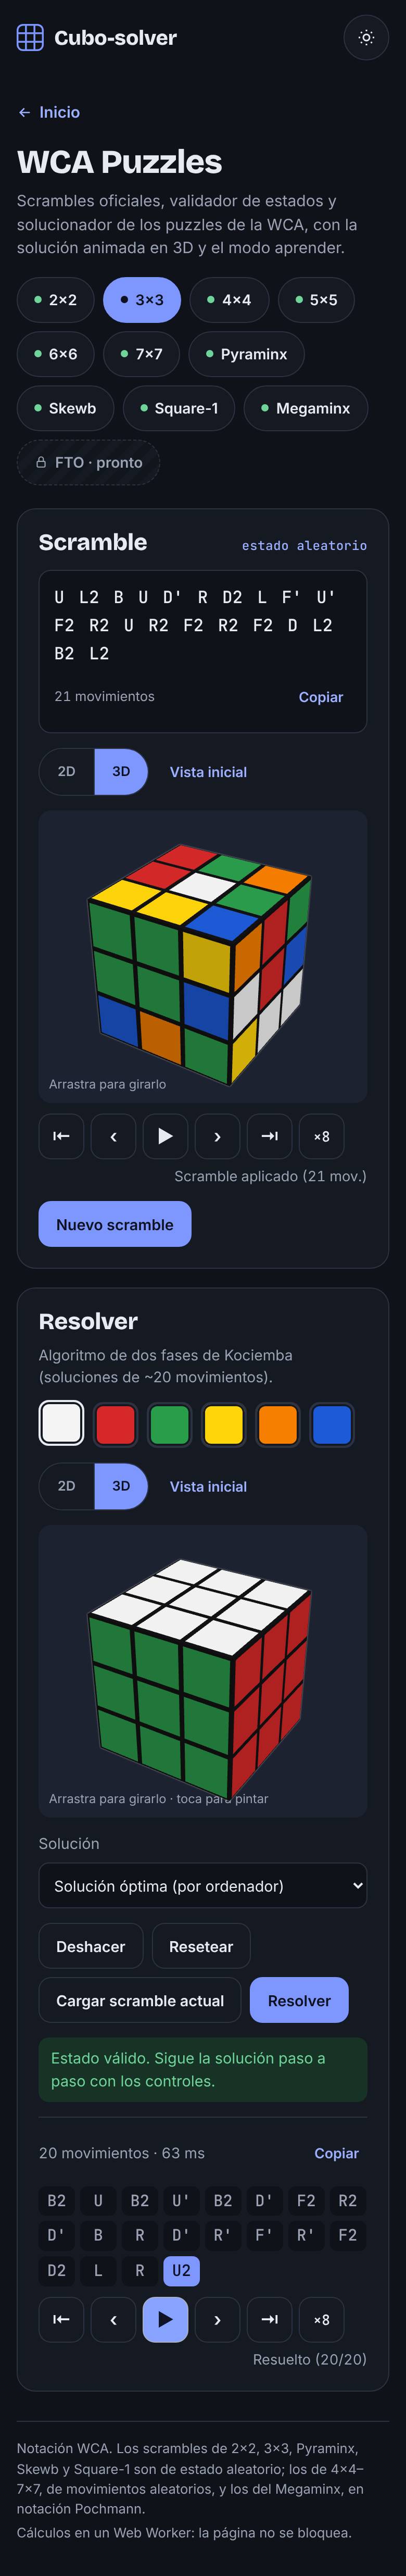 Cubo-solver
← Inicio
WCA Puzzles
Scrambles oficiales, validador de estados y
solucionador de los puzzles de la WCA, con la
solución animada en 3D y el modo aprender.
2×2 3×3 4×4 5×5
6×6 7×7 Pyraminx
Skewb Square-1 Megaminx
FTO · pronto
Scramble estado aleatorio
U L2 B U D' R D2 L F' U'
F2 R2 U R2 F2 R2 F2 D L2
B2 L2
21 movimientos Copiar
2D 3D Vista inicial
Arrastra para girarlo
×8
Scramble aplicado (21 mov.)
Nuevo scramble
Resolver
Algoritmo de dos fases de Kociemba
(soluciones de ~20 movimientos).
2D 3D Vista inicial
Arrastra para girarlo · toca para pintar
Solución
Solución óptima (por ordenador)
Deshacer Resetear
Cargar scramble actual Resolver
Estado válido. Sigue la solución paso a
paso con los controles.
20 movimientos · 63 ms Copiar
B2 U B2 U' B2 D' F2 R2
D' B R D' R' F' R' F2
D2 L R U2
×8
Resuelto (20/20)
Notación WCA. Los scrambles de 2×2, 3×3, Pyraminx,
Skewb y Square-1 son de estado aleatorio; los de 4×4–
7×7, de movimientos aleatorios, y los del Megaminx, en
notación Pochmann.
Cálculos en un Web Worker: la página no se bloquea.